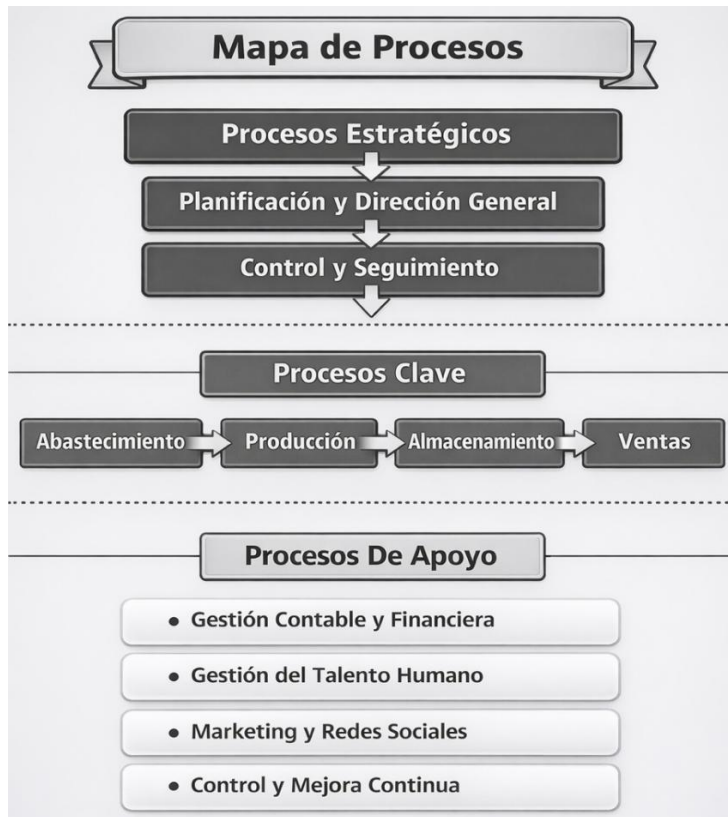 Mapa de Procesos
Procesos Estratégicos
Planificación y Dirección General
Control y Seguimiento
Procesos Clave
Abastecimiento
Producción
Almacenamiento
Ventas
Procesos De Apoyo
• Gestión Contable y Financiera
• Gestión del Talento Humano
• Marketing y Redes Sociales
• Control y Mejora Continua